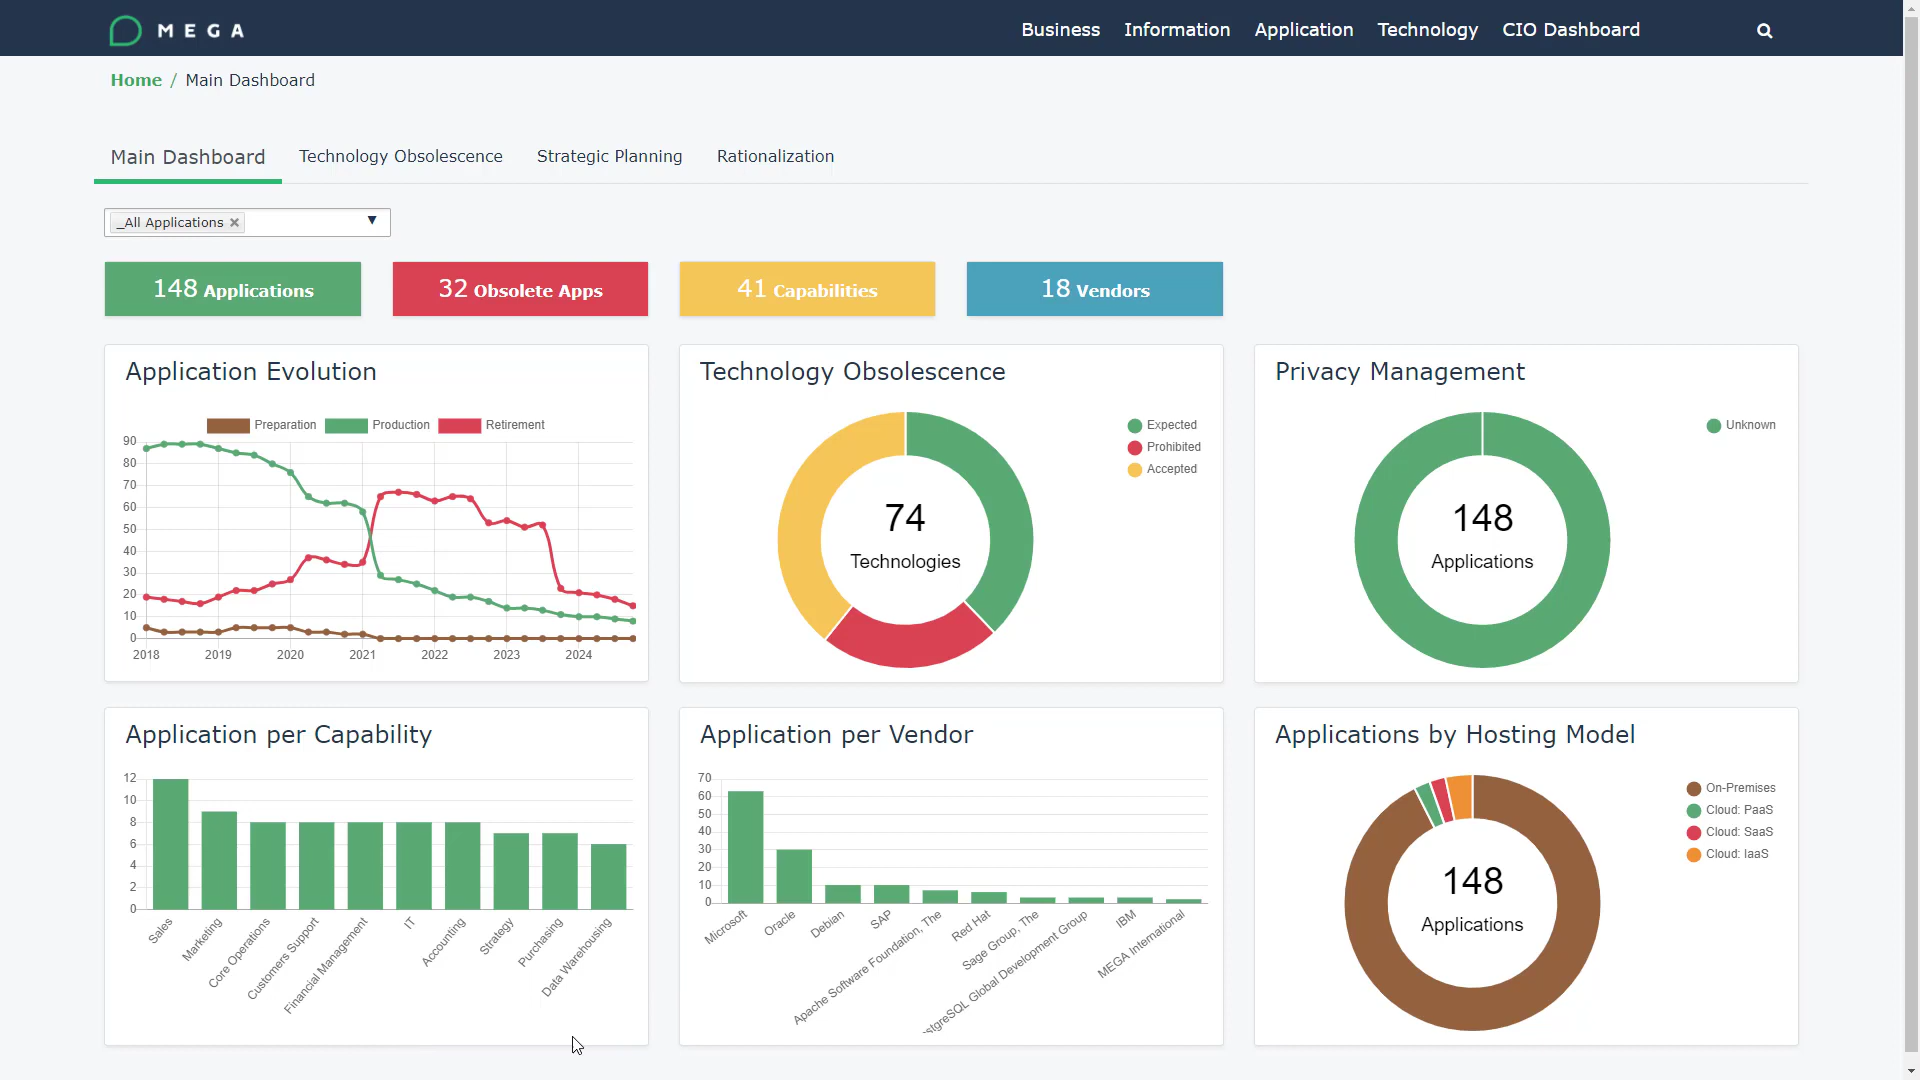 MEGA
Business Information Application Technology CIO Dashboard
Home / Main Dashboard
Main Dashboard Technology Obsolescence Strategic Planning Rationalization
_All Applications
148 Applications
32 Obsolete Apps
41 Capabilities
18 Vendors
Application Evolution
Preparation Production Retirement
90
80
70
60
50
40
30
20
10
0
2018 2019 2020 2021 2022 2023 2024
Technology Obsolescence
Expected
Prohibited
Accepted
74
Technologies
Privacy Management
Unknown
148
Applications
Application per Capability
12
10
8
6
4
2
0
Sales
Marketing
Core Operations
Customers Support
Financial Management
IT
Accounting
Strategy
Purchasing
Data Warehousing
Application per Vendor
70
60
50
40
30
20
10
0
Microsoft
Oracle
Debian
SAP
Apache Software Foundation, The
Red Hat
Sage Group, The
stgreSQL Global Development Group
IBM
MEGA International
Applications by Hosting Model
On-Premises
Cloud: PaaS
Cloud: SaaS
Cloud: IaaS
148
Applications